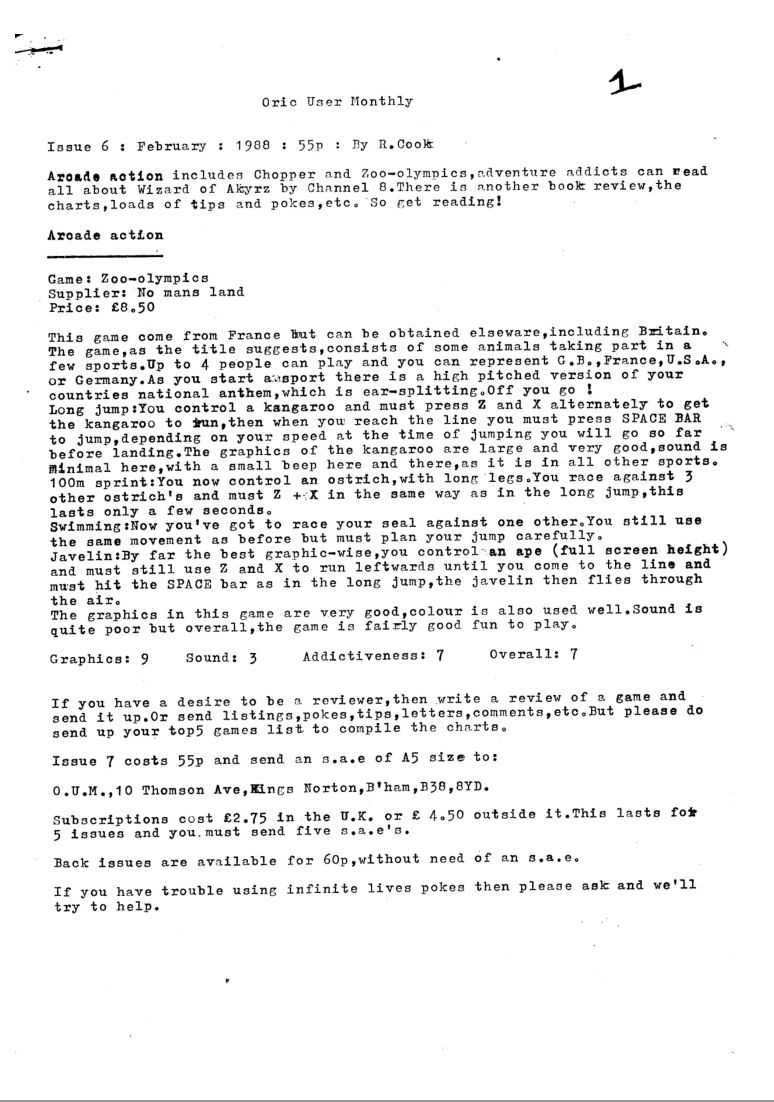 1
Oric User Monthly
Issue 6 : February : 1988 : 55p : By R.Cook
Arcade action includes Chopper and Zoo-olympics,adventure addicts can read
all about Wizard of Akyrz by Channel 8.There is another book review,the
charts,loads of tips and pokes,etc. So get reading!
Arcade action
Game: Zoo-olympics
Supplier: No mans land
Price: £8.50
This game come from France but can be obtained elseware,including Britain.
The game,as the title suggests,consists of some animals taking part in a
few sports.Up to 4 people can play and you can represent G.B.,France,U.S.A.,
or Germany.As you start a sport there is a high pitched version of your
countries national anthem,which is ear-splitting.Off you go !
Long jump:You control a kangaroo and must press Z and X alternately to get
the kangaroo to run,then when you reach the line you must press SPACE BAR
to jump,depending on your speed at the time of jumping you will go so far
before landing.The graphics of the kangaroo are large and very good,sound is
minimal here,with a small beep here and there,as it is in all other sports.
100m sprint:You now control an ostrich,with long legs.You race against 3
other ostrich's and must Z + X in the same way as in the long jump,this
lasts only a few seconds.
Swimming:Now you've got to race your seal against one other.You still use
the same movement as before but must plan your jump carefully.
Javelin:By far the best graphic-wise,you control an ape (full screen height)
and must still use Z and X to run leftwards until you come to the line and
must hit the SPACE bar as in the long jump,the javelin then flies through
the air.
The graphics in this game are very good,colour is also used well.Sound is
quite poor but overall,the game is fairly good fun to play.
Graphics: 9 Sound: 3 Addictiveness: 7 Overall: 7
If you have a desire to be a reviewer,then write a review of a game and
send it up.Or send listings,pokes,tips,letters,comments,etc.But please do
send up your top5 games list to compile the charts.
Issue 7 costs 55p and send an s.a.e of A5 size to:
O.U.M.,10 Thomson Ave,Kings Norton,B'ham,B38,8YD.
Subscriptions cost £2.75 in the U.K. or £ 4.50 outside it.This lasts for
5 issues and you must send five s.a.e's.
Back issues are available for 60p,without need of an s.a.e.
If you have trouble using infinite lives pokes then please ask and we'll
try to help.